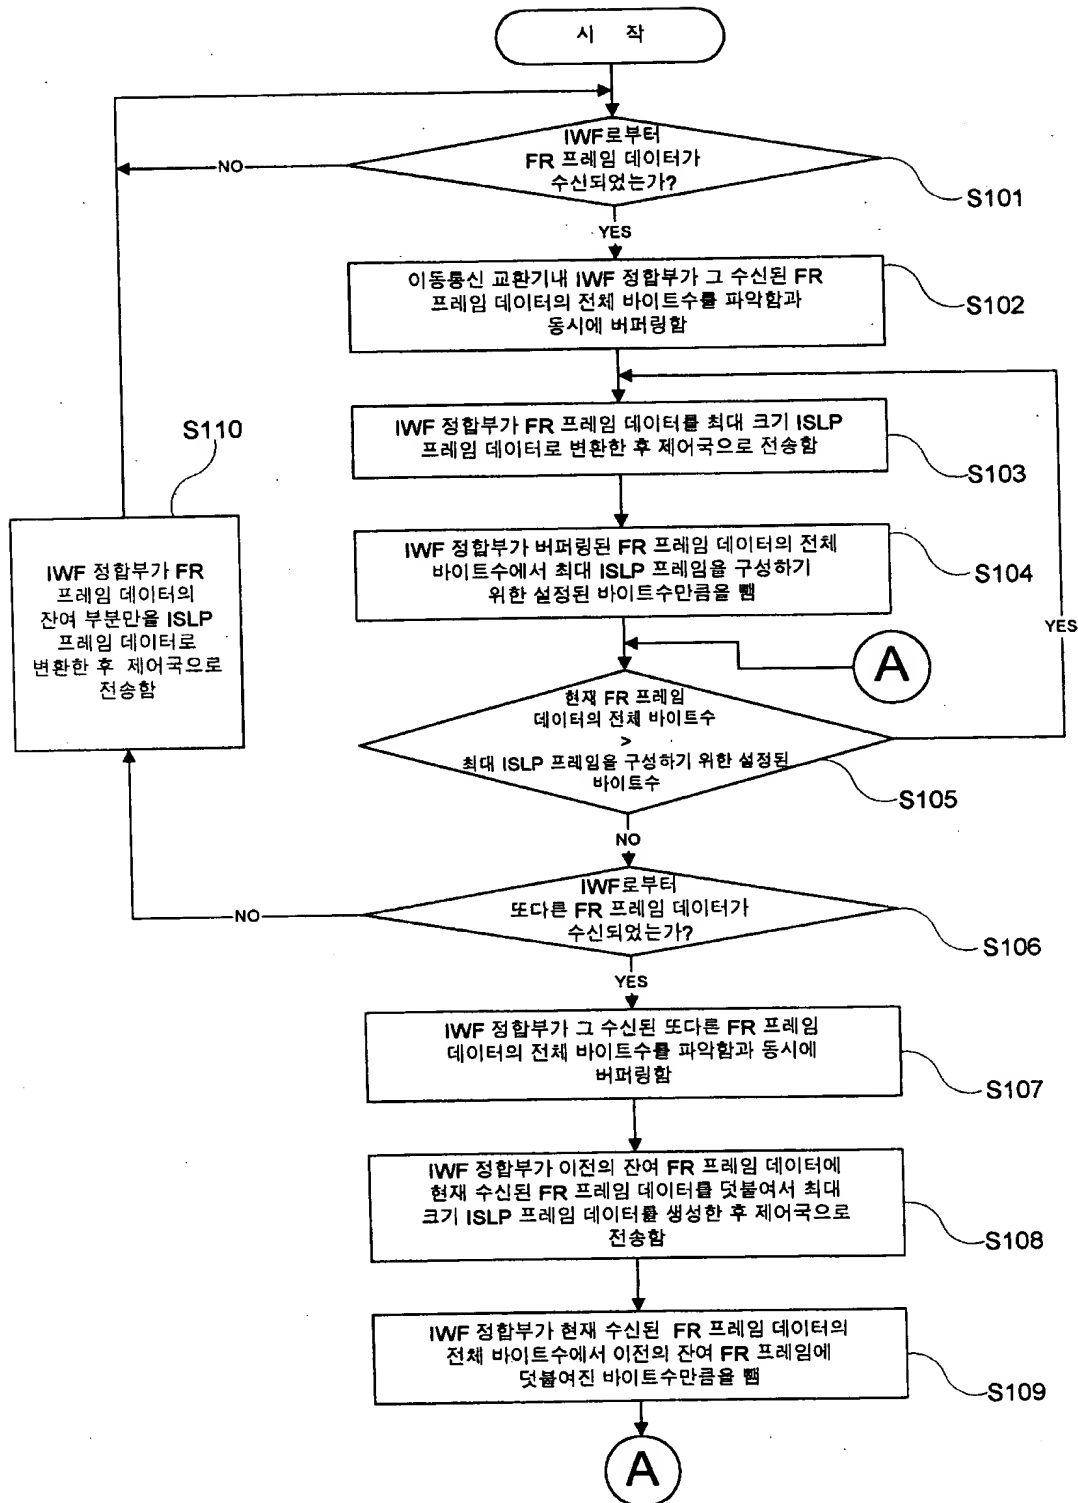 시 작
IWF로부터
FR 프레임 데이터가
수신되었는가?
NO
S101
YES
이동통신 교환기내 IWF 정합부가 그 수신된 FR
프레임 데이터의 전체 바이트수를 파악함과
동시에 버퍼링함
S102
IWF 정합부가 FR 프레임 데이터를 최대 크기 ISLP
프레임 데이터로 변환한 후 제어국으로 전송함
S103
S110
IWF 정합부가 FR
프레임 데이터의
잔여 부분만을 ISLP
프레임 데이터로
변환한 후 제어국으로
전송함
IWF 정합부가 버퍼링된 FR 프레임 데이터의 전체
바이트수에서 최대 ISLP 프레임을 구성하기
위한 설정된 바이트수만큼을 뺌
S104
YES
A
현재 FR 프레임
데이터의 전체 바이트수
>
최대 ISLP 프레임을 구성하기 위한 설정된
바이트수
S105
NO
IWF로부터
또다른 FR 프레임 데이터가
수신되었는가?
NO
S106
YES
IWF 정합부가 그 수신된 또다른 FR 프레임
데이터의 전체 바이트수를 파악함과 동시에
버퍼링함
S107
IWF 정합부가 이전의 잔여 FR 프레임 데이터에
현재 수신된 FR 프레임 데이터를 덧붙여서 최대
크기 ISLP 프레임 데이터를 생성한 후 제어국으로
전송함
S108
IWF 정합부가 현재 수신된 FR 프레임 데이터의
전체 바이트수에서 이전의 잔여 FR 프레임에
덧붙여진 바이트수만큼을 뺌
S109
A